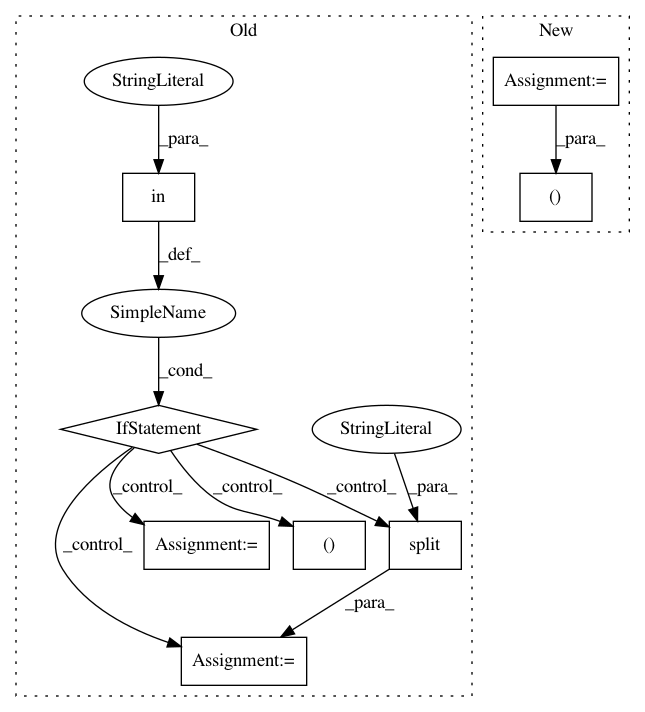 Old
New
StringLiteral
Assignment:=
_para_
_para_
in
()
_def_
SimpleName
_cond_
IfStatement
StringLiteral
_control_
_control_
_control_
_para_
_control_
Assignment:=
()
split
_para_
Assignment:=